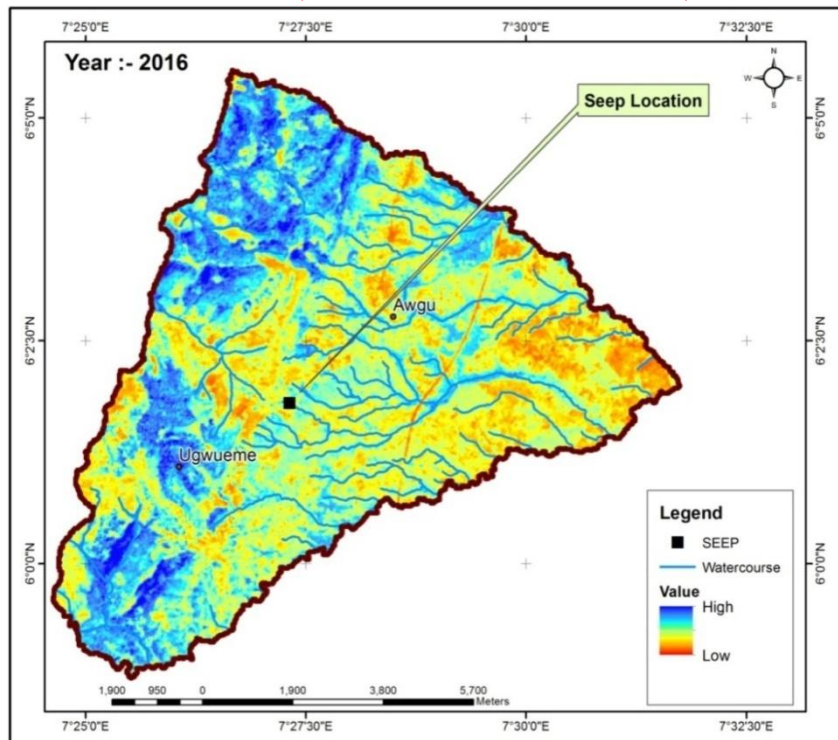 7°25'0"E 7°27'30"E 7°30'0"E 7°32'30"E
Year :- 2016
N
W E
S
Seep Location
6°5'0"N 6°5'0"N
Awgu
6°2'30"N 6°2'30"N
Ugwueme
Legend
SEEP
Watercourse
Value
High
Low
6°0'0"N 6°0'0"N
1,900 950 0 1,900 3,800 5,700
Meters
7°25'0"E 7°27'30"E 7°30'0"E 7°32'30"E